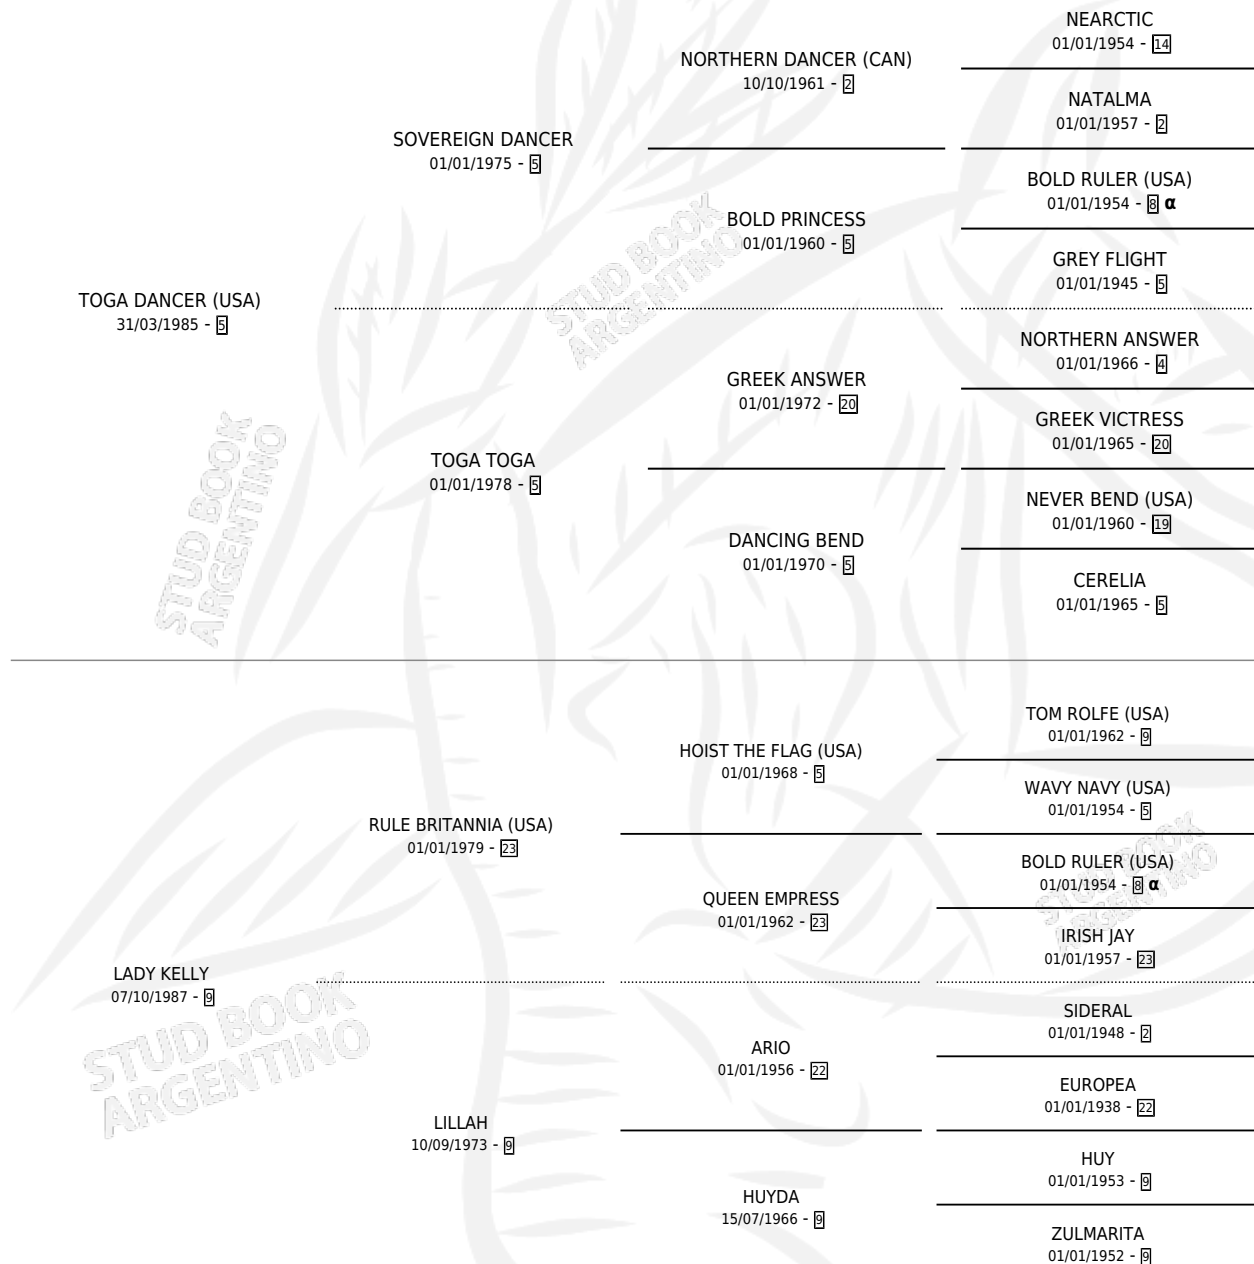 NEARCTIC
01/01/1954 - 14
NORTHERN DANCER (CAN)
10/10/1961 - 2
NATALMA
01/01/1957 - 2
SOVEREIGN DANCER
01/01/1975 - 5
BOLD RULER (USA)
01/01/1954 - 8 α
BOLD PRINCESS
01/01/1960 - 5
GREY FLIGHT
01/01/1945 - 5
TOGA DANCER (USA)
31/03/1985 - 5
NORTHERN ANSWER
01/01/1966 - 4
GREEK ANSWER
01/01/1972 - 20
GREEK VICTRESS
01/01/1965 - 20
TOGA TOGA
01/01/1978 - 5
NEVER BEND (USA)
01/01/1960 - 19
DANCING BEND
01/01/1970 - 5
CERELIA
01/01/1965 - 5
STUD BOOK
ARGENTINO
STUD BOOK
ARGENTINO
TOM ROLFE (USA)
01/01/1962 - 9
HOIST THE FLAG (USA)
01/01/1968 - 5
WAVY NAVY (USA)
01/01/1954 - 5
RULE BRITANNIA (USA)
01/01/1979 - 23
BOLD RULER (USA)
01/01/1954 - 8 α
QUEEN EMPRESS
01/01/1962 - 23
IRISH JAY
01/01/1957 - 23
LADY KELLY
07/10/1987 - 9
SIDERAL
01/01/1948 - 2
ARIO
01/01/1956 - 22
EUROPEA
01/01/1938 - 22
LILLAH
10/09/1973 - 9
HUY
01/01/1953 - 9
HUYDA
15/07/1966 - 9
ZULMARITA
01/01/1952 - 9
STUD BOOK
ARGENTINO
STUD BOOK
ARGENTINO